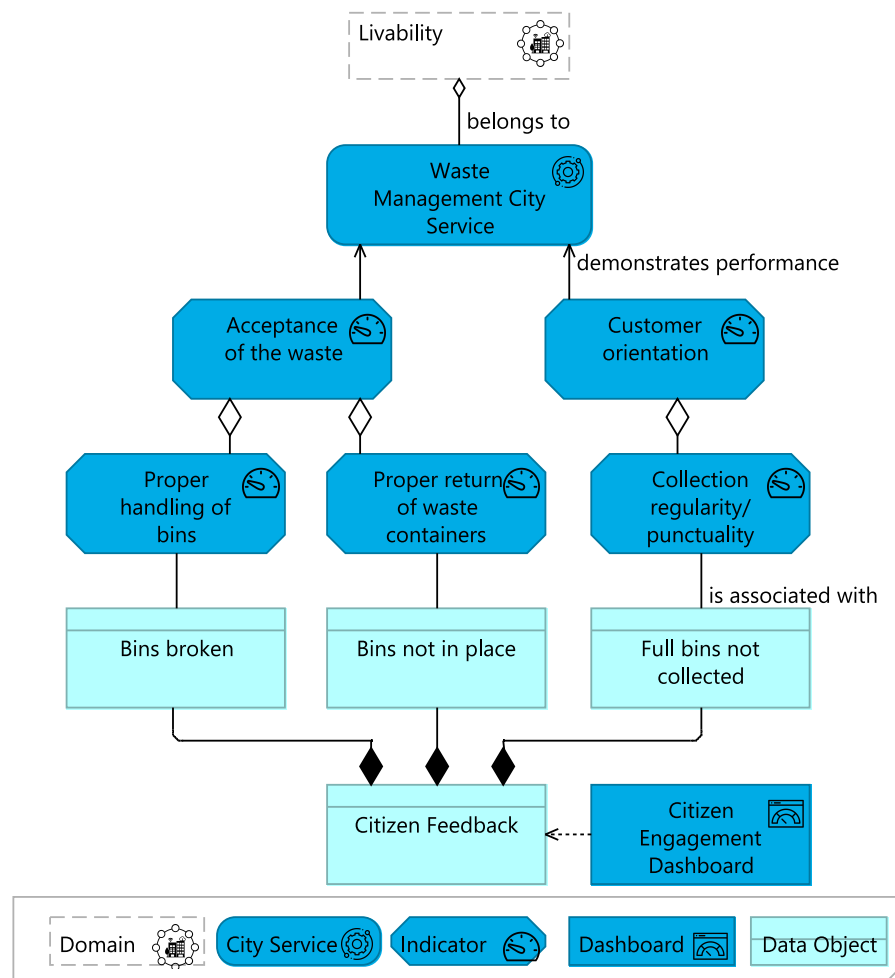 Livability
belongs to
Waste
Management City
Service
demonstrates performance
Acceptance
of the waste
Customer
orientation
Proper
handling of
bins
Proper return
of waste
containers
Collection
regularity/
punctuality
is associated with
Bins broken
Bins not in place
Full bins not
collected
Citizen Feedback
Citizen
Engagement
Dashboard
Domain
City Service
Indicator
Dashboard
Data Object